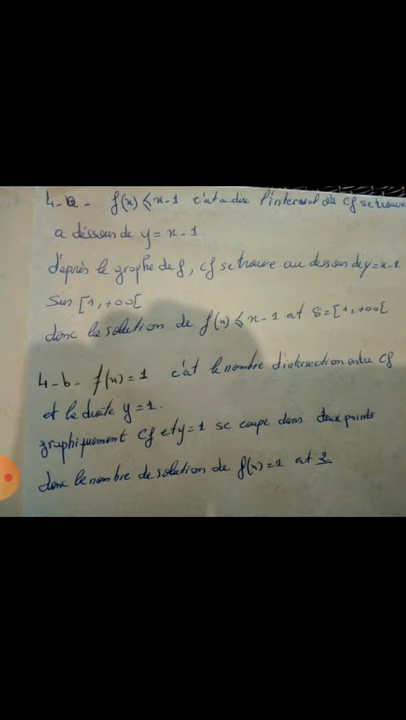 4-a- f(x) ⩽ x-1 c'est a dire l'interval où Cf se trouve
a déssous de y = x-1.
d'après le graphe de f, Cf se trouve au dessous de y=x-1
sur [1,+∞[
donc la solution de f(x) ⩽ x-1 est S=[1,+∞[
4-b- f(x)=1 c'est le nombre d'intersection entre Cf
et la droite y=1.
graphiquement Cf et y=1 se coupe dans deux points
donc le nombre de solution de f(x)=1 est 2